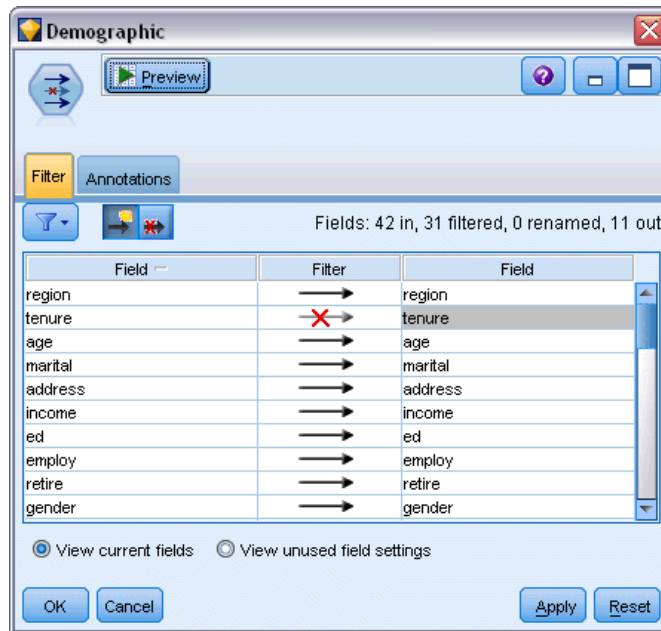 Demographic
Preview
Filter Annotations
Fields: 42 in, 31 filtered, 0 renamed, 11 out
Field Filter Field
region region
tenure tenure
age age
marital marital
address address
income income
ed ed
employ employ
retire retire
gender gender
View current fields View unused field settings
OK Cancel Apply Reset